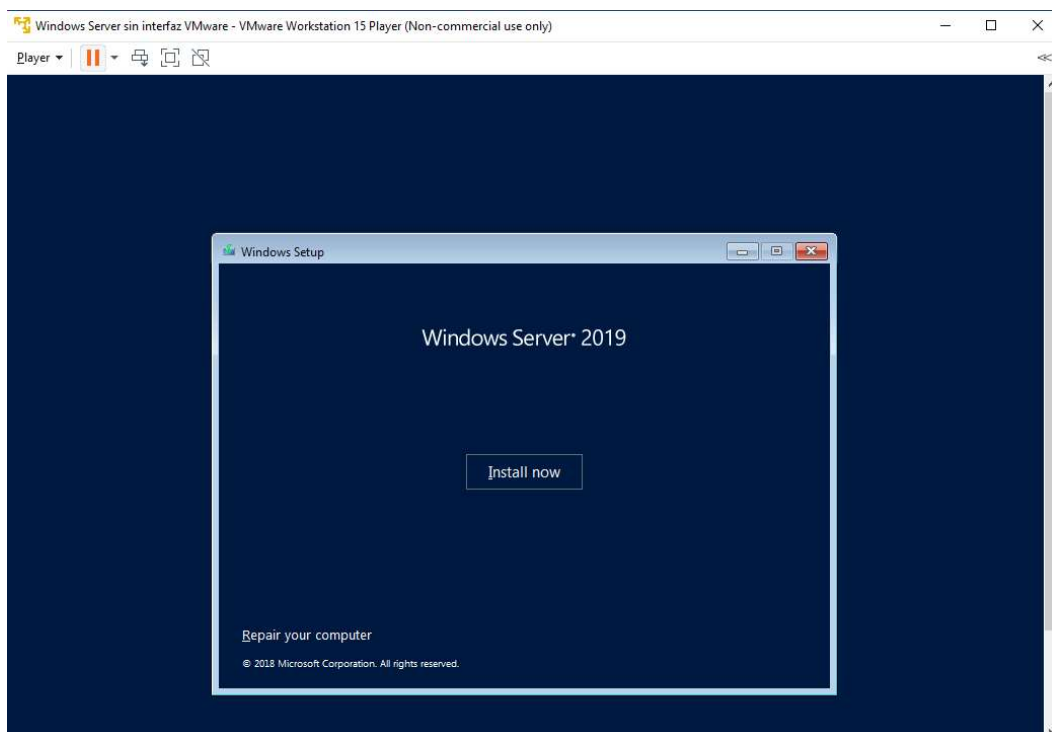 Windows Server sin interfaz VMware - VMware Workstation 15 Player (Non-commercial use only)
Player
Windows Setup
Windows Server® 2019
Install now
Repair your computer
© 2018 Microsoft Corporation. All rights reserved.